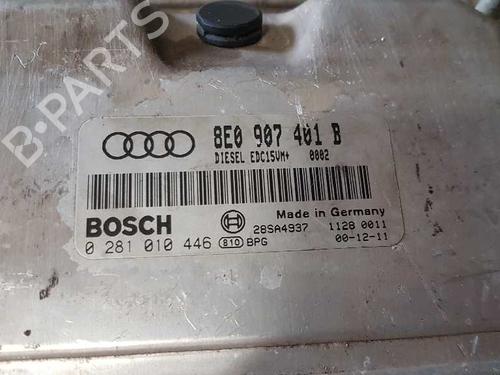 8E0 907 401 B
DIESEL EDC15VM+ 0002
BOSCH
Made in Germany
28SA4937 1128 0011
0 281 010 446 810 BPG 00-12-11
B-PARTS